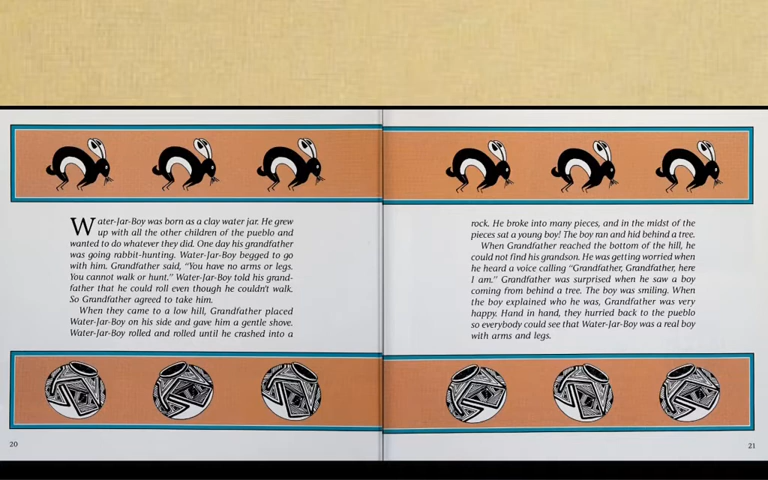 Water-Jar-Boy was born as a clay water jar. He grew
up with all the other children of the pueblo and
wanted to do whatever they did. One day his grandfather
was going rabbit-hunting. Water-Jar-Boy begged to go
with him. Grandfather said, "You have no arms or legs.
You cannot walk or hunt." Water-Jar-Boy told his grand-
father that he could roll even though he couldn't walk.
So Grandfather agreed to take him.
When they came to a low hill, Grandfather placed
Water-Jar-Boy on his side and gave him a gentle shove.
Water-Jar-Boy rolled and rolled until he crashed into a
20
rock. He broke into many pieces, and in the midst of the
pieces sat a young boy! The boy ran and hid behind a tree.
When Grandfather reached the bottom of the hill, he
could not find his grandson. He was getting worried when
he heard a voice calling "Grandfather, Grandfather, here
I am." Grandfather was surprised when he saw a boy
coming from behind a tree. The boy was smiling. When
the boy explained who he was, Grandfather was very
happy. Hand in hand, they hurried back to the pueblo
so everybody could see that Water-Jar-Boy was a real boy
with arms and legs.
21